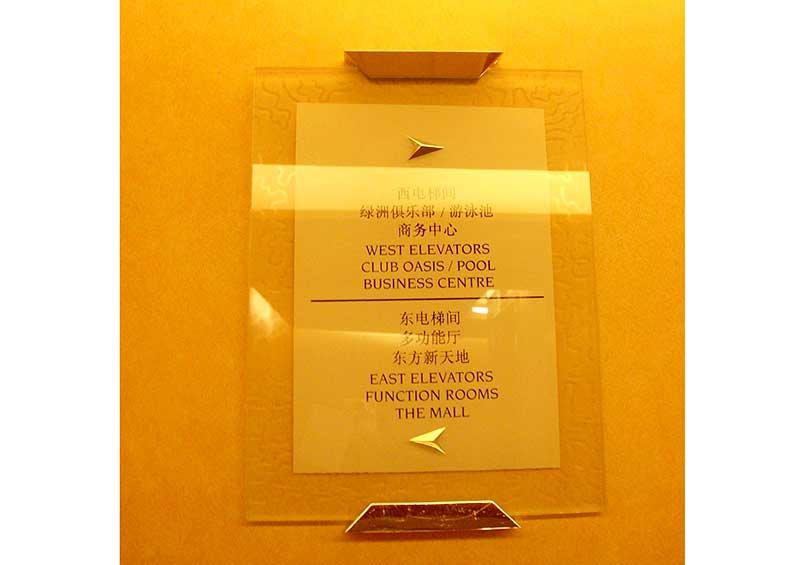 西电梯间
绿洲俱乐部 / 游泳池
商务中心
WEST ELEVATORS
CLUB OASIS / POOL
BUSINESS CENTRE
东电梯间
多功能厅
东方新天地
EAST ELEVATORS
FUNCTION ROOMS
THE MALL